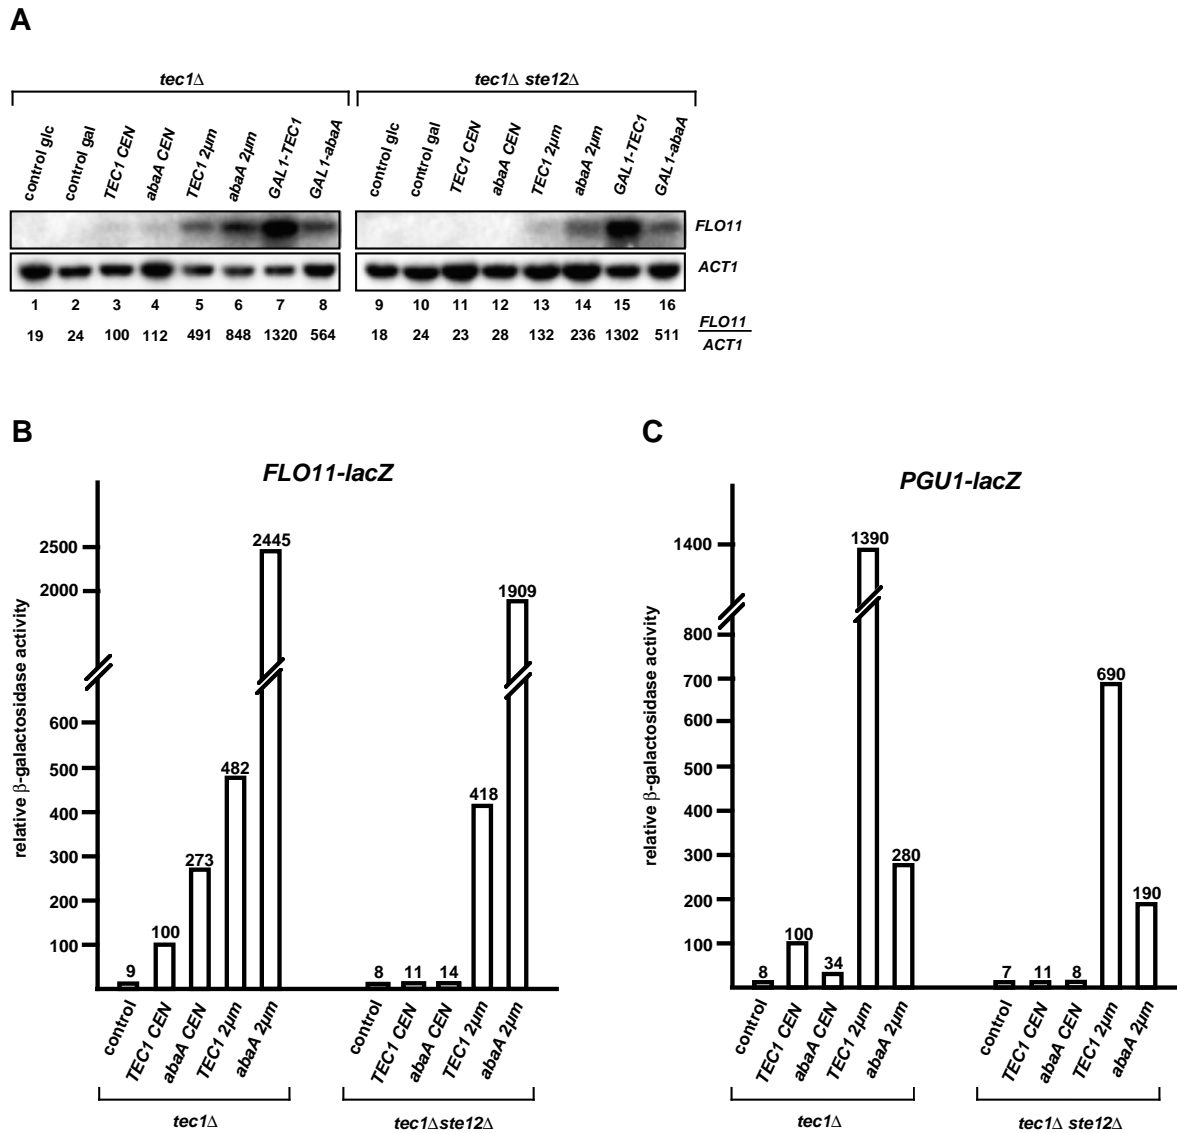 A
tec1Δ
tec1Δ ste12Δ
control glc
control gal
TEC1 CEN
abaA CEN
TEC1 2µm
abaA 2µm
GAL1-TEC1
GAL1-abaA
control glc
control gal
TEC1 CEN
abaA CEN
TEC1 2µm
abaA 2µm
GAL1-TEC1
GAL1-abaA
FLO11
ACT1
1 2 3 4 5 6 7 8 9 10 11 12 13 14 15 16
19 24 100 112 491 848 1320 564 18 24 23 28 132 236 1302 511
FLO11
ACT1
B
FLO11-lacZ
relative β-galactosidase activity
2500
2000
600
500
400
300
200
100
9
100
273
482
2445
8
11
14
418
1909
control
TEC1 CEN
abaA CEN
TEC1 2µm
abaA 2µm
control
TEC1 CEN
abaA CEN
TEC1 2µm
abaA 2µm
tec1Δ
tec1Δste12Δ
C
PGU1-lacZ
relative β-galactosidase activity
1400
800
700
600
500
400
300
200
100
8
100
34
1390
280
7
11
8
690
190
control
TEC1 CEN
abaA CEN
TEC1 2µm
abaA 2µm
control
TEC1 CEN
abaA CEN
TEC1 2µm
abaA 2µm
tec1Δ
tec1Δ ste12Δ